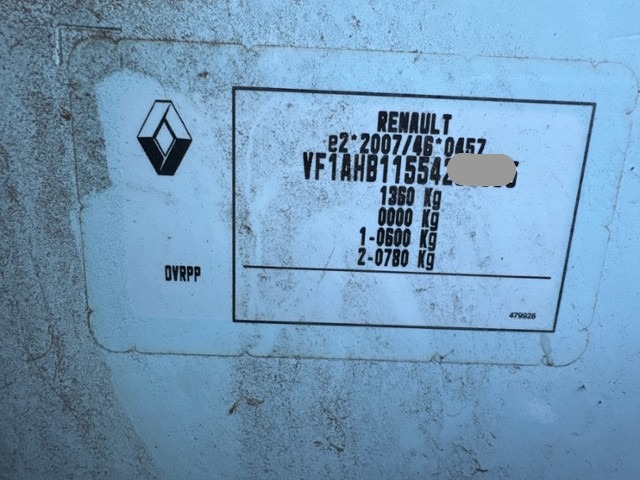 RENAULT
e2*2007/46*0457
VF1AHB11554
1360 Kg
0000 Kg
1-0600 Kg
2-0780 Kg
DVRPP
479926